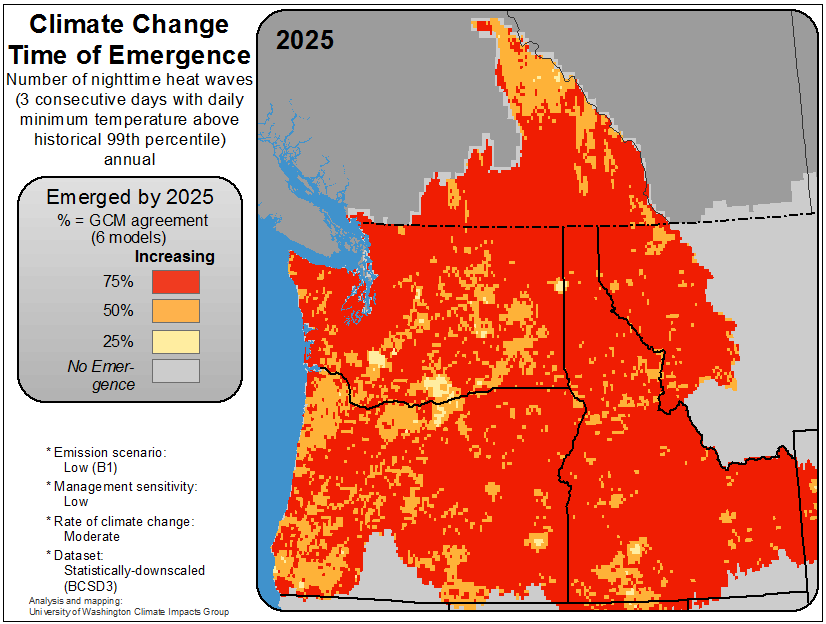 Climate Change
Time of Emergence
Number of nighttime heat waves
(3 consecutive days with daily
minimum temperature above
historical 99th percentile)
annual
Emerged by 2025
% = GCM agreement
(6 models)
Increasing
75%
50%
25%
No Emer-
gence
* Emission scenario:
Low (B1)
* Management sensitivity:
Low
* Rate of climate change:
Moderate
* Dataset:
Statistically-downscaled
(BCSD3)
Analysis and mapping:
University of Washington Climate Impacts Group
2025